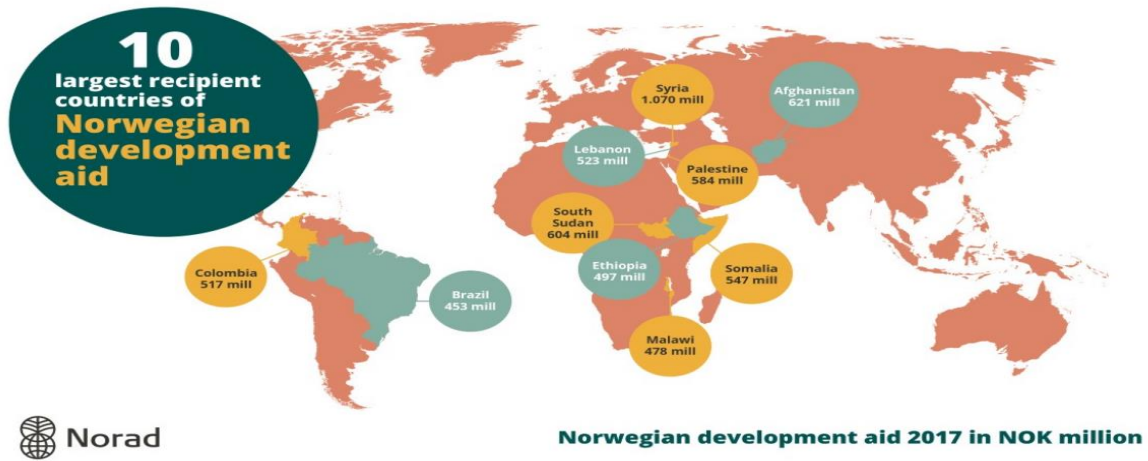 10
largest recipient
countries of
Norwegian
development
aid
Syria
1.070 mill
Afghanistan
621 mill
Lebanon
523 mill
Palestine
584 mill
South
Sudan
604 mill
Ethiopia
497 mill
Somalia
547 mill
Colombia
517 mill
Brazil
453 mill
Malawi
478 mill
Norad
Norwegian development aid 2017 in NOK million